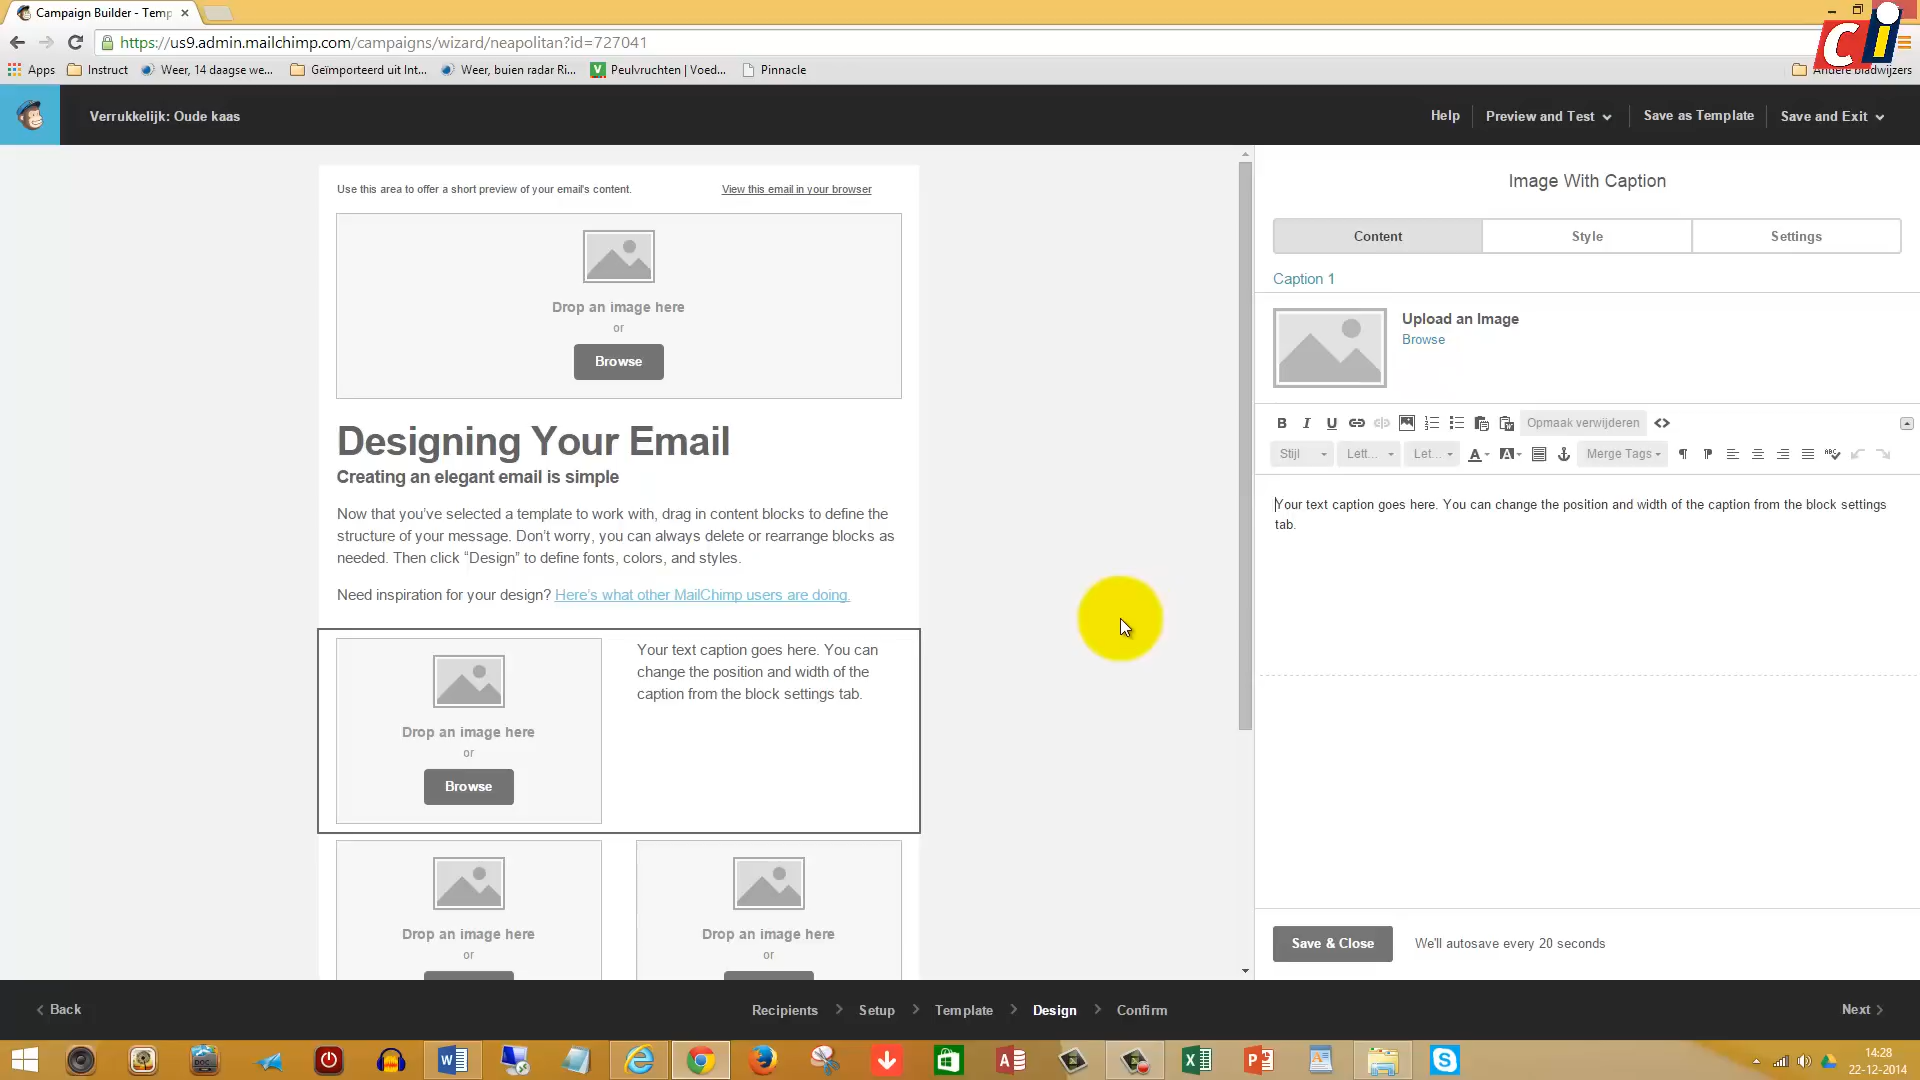 Campaign Builder - Temp
https://us9.admin.mailchimp.com/campaigns/wizard/neapolitan?id=727041
Apps Instruct Weer, 14 daagse we... Geïmporteerd uit Int... Weer, buien radar Ri... Peulvruchten | Voed... Pinnacle Andere bladwijzers
Ci
Verrukkelijk: Oude kaas
Help Preview and Test Save as Template Save and Exit
Use this area to offer a short preview of your email's content. View this email in your browser
Drop an image here
or
Browse
Designing Your Email
Creating an elegant email is simple
Now that you've selected a template to work with, drag in content blocks to define the
structure of your message. Don't worry, you can always delete or rearrange blocks as
needed. Then click “Design” to define fonts, colors, and styles.
Need inspiration for your design? Here's what other MailChimp users are doing.
Drop an image here
or
Browse
Your text caption goes here. You can
change the position and width of the
caption from the block settings tab.
Drop an image here
or
Drop an image here
or
Image With Caption
Content Style Settings
Caption 1
Upload an Image
Browse
B I U Opmaak verwijderen
Stijl Lett... Let... A A Merge Tags
Your text caption goes here. You can change the position and width of the caption from the block settings
tab.
Save & Close We'll autosave every 20 seconds
Back Recipients Setup Template Design Confirm Next
14:28
22-12-2014